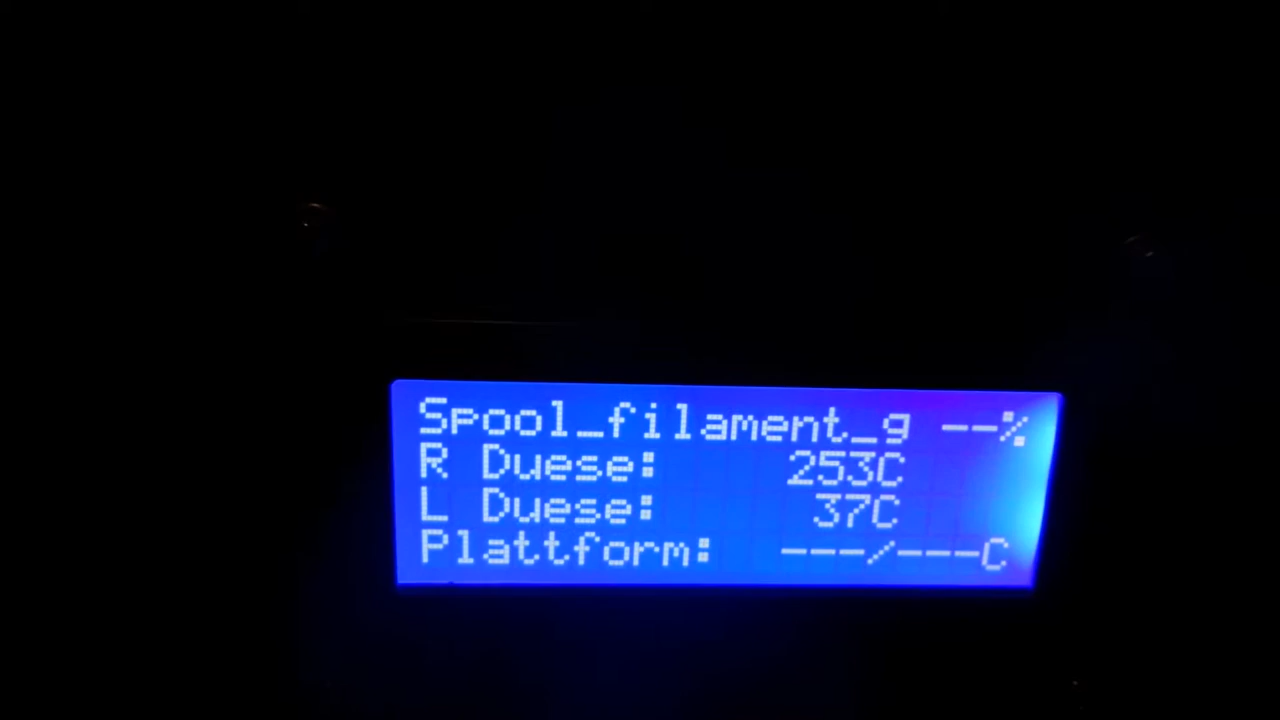 Spool_filament_g --%
R Duese: 253C
L Duese: 37C
Plattform: ---/---C